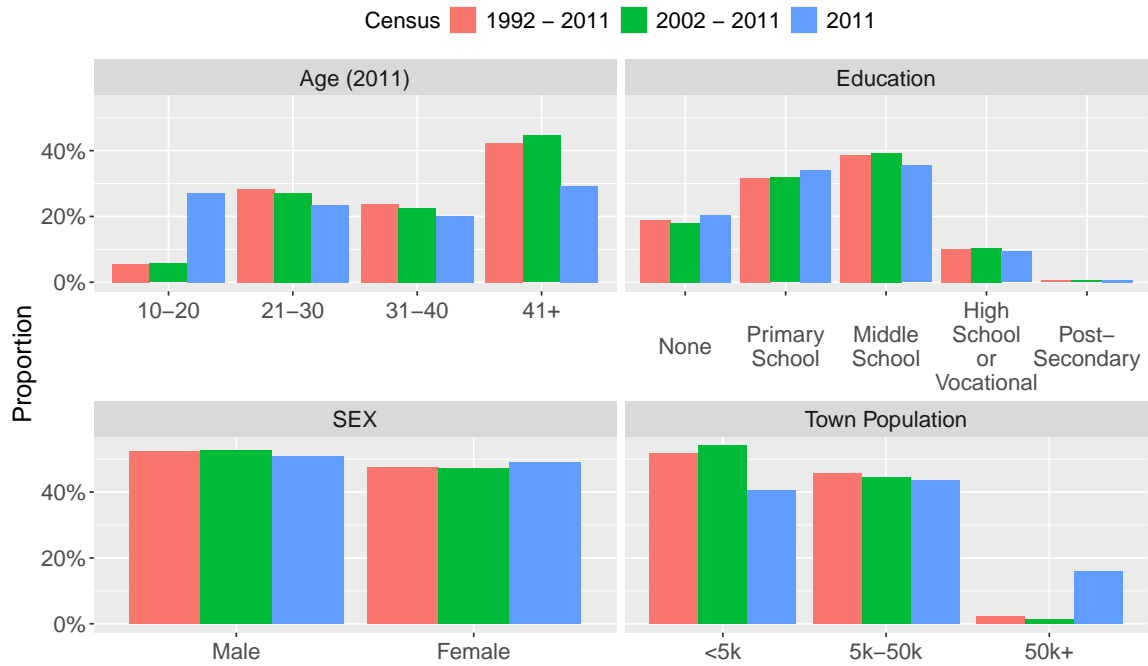 Census 1992 – 2011 2002 – 2011 2011
Age (2011)
Education
Proportion
40%
20%
0%
10–20 21–30 31–40 41+
None
Primary
School
Middle
School
High
School
or
Vocational
Post–
Secondary
SEX
Town Population
40%
20%
0%
Male Female
<5k 5k–50k 50k+